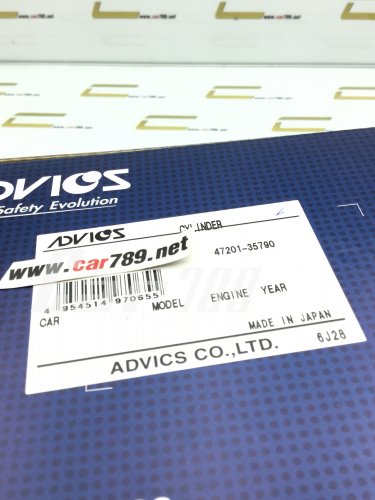 ADVICS
Safety Evolution
ADVICS
CYLINDER
47201-35790
www.car789.net
4 954514 970655
CAR
MODEL
ENGINE YEAR
MADE IN JAPAN
6J28
ADVICS CO.,LTD.